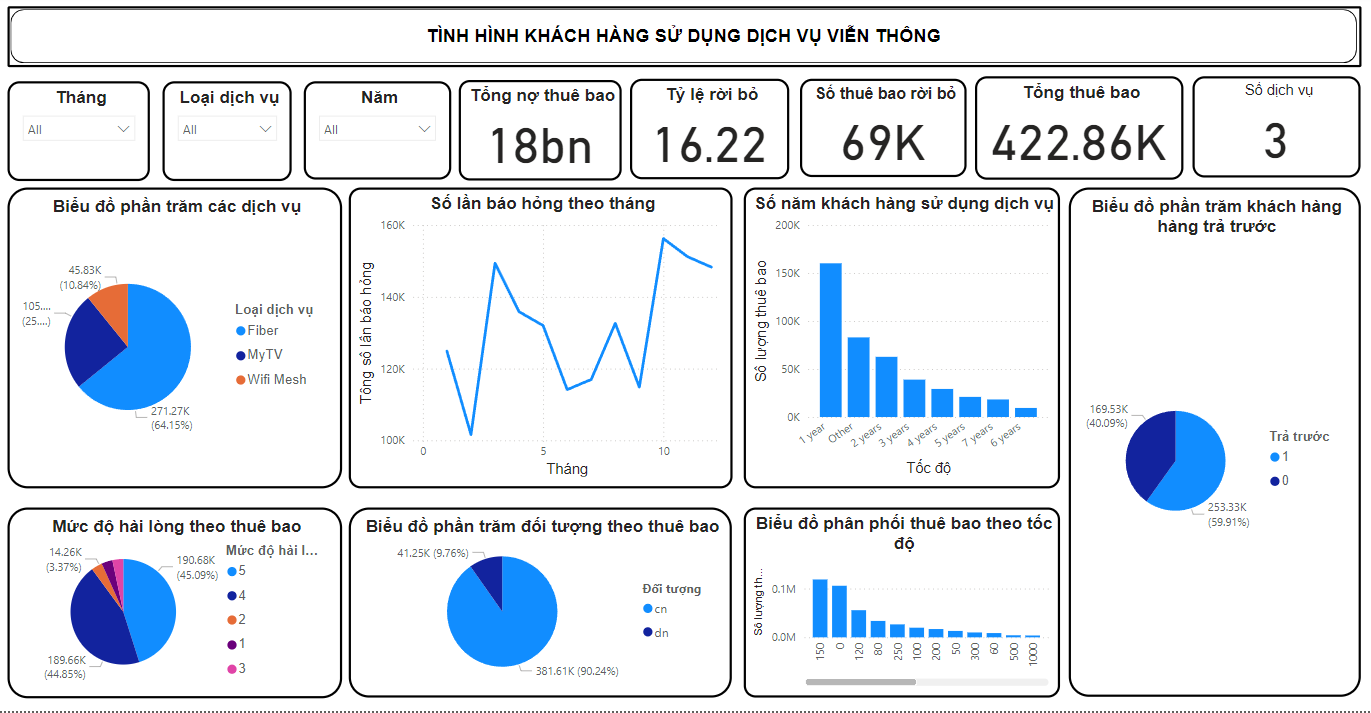 TÌNH HÌNH KHÁCH HÀNG SỬ DỤNG DỊCH VỤ VIỄN THÔNG
Tháng
All
Loại dịch vụ
All
Năm
All
Tổng nợ thuê bao
18bn
Tỷ lệ rời bỏ
16.22
Số thuê bao rời bỏ
69K
Tổng thuê bao
422.86K
Số dịch vụ
3
Biểu đồ phần trăm các dịch vụ
45.83K
(10.84%)
105....
(25....)
271.27K
(64.15%)
Loại dịch vụ
Fiber
MyTV
Wifi Mesh
Số lần báo hỏng theo tháng
Tổng số lần báo hỏng
160K
140K
120K
100K
0
5
10
Tháng
Số năm khách hàng sử dụng dịch vụ
Số lượng thuê bao
200K
150K
100K
50K
0K
1 year
Other
2 years
3 years
4 years
5 years
7 years
6 years
Tốc độ
Biểu đồ phần trăm khách hàng
hàng trả trước
169.53K
(40.09%)
253.33K
(59.91%)
Trả trước
1
0
Mức độ hài lòng theo thuê bao
14.26K
(3.37%)
190.68K
(45.09%)
189.66K
(44.85%)
Mức độ hài l...
5
4
2
1
3
Biểu đồ phần trăm đối tượng theo thuê bao
41.25K (9.76%)
381.61K (90.24%)
Đối tượng
cn
dn
Biểu đồ phân phối thuê bao theo tốc
độ
Số lượng th...
0.1M
0.0M
150
0
120
80
250
100
200
50
300
60
500
1000